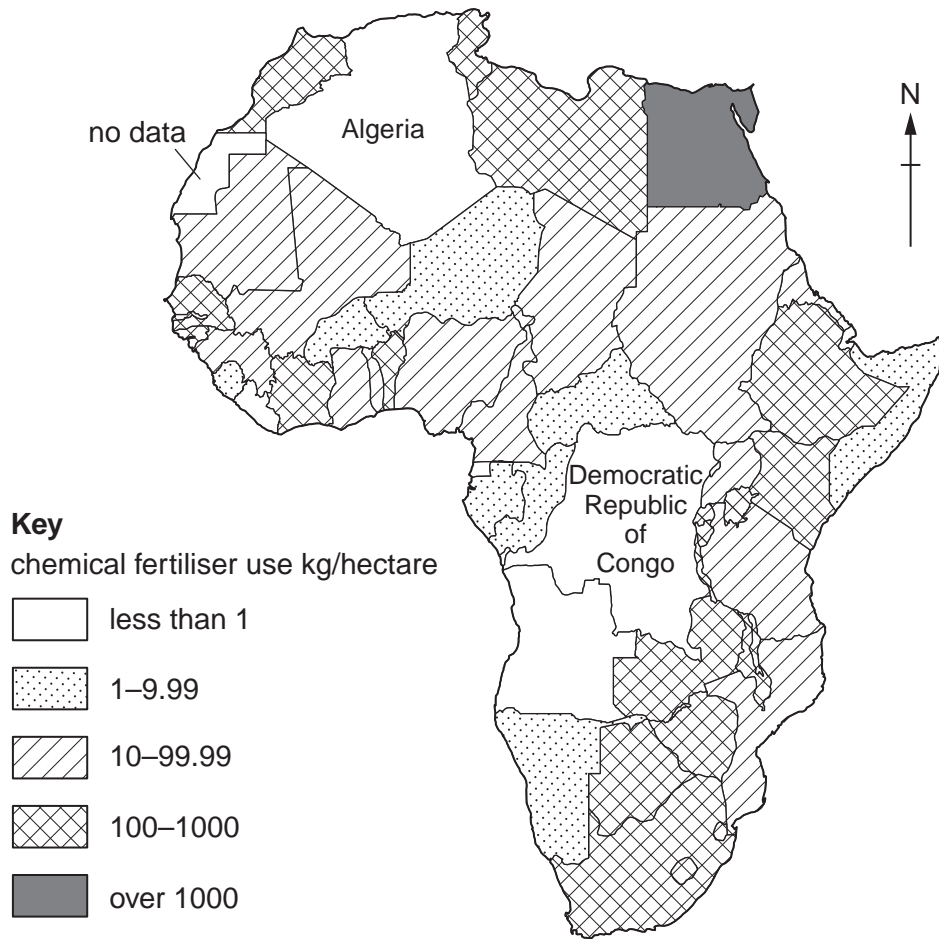 N
Algeria
no data
Democratic
Republic
of
Congo
Key
chemical fertiliser use kg/hectare
less than 1
1–9.99
10–99.99
100–1000
over 1000